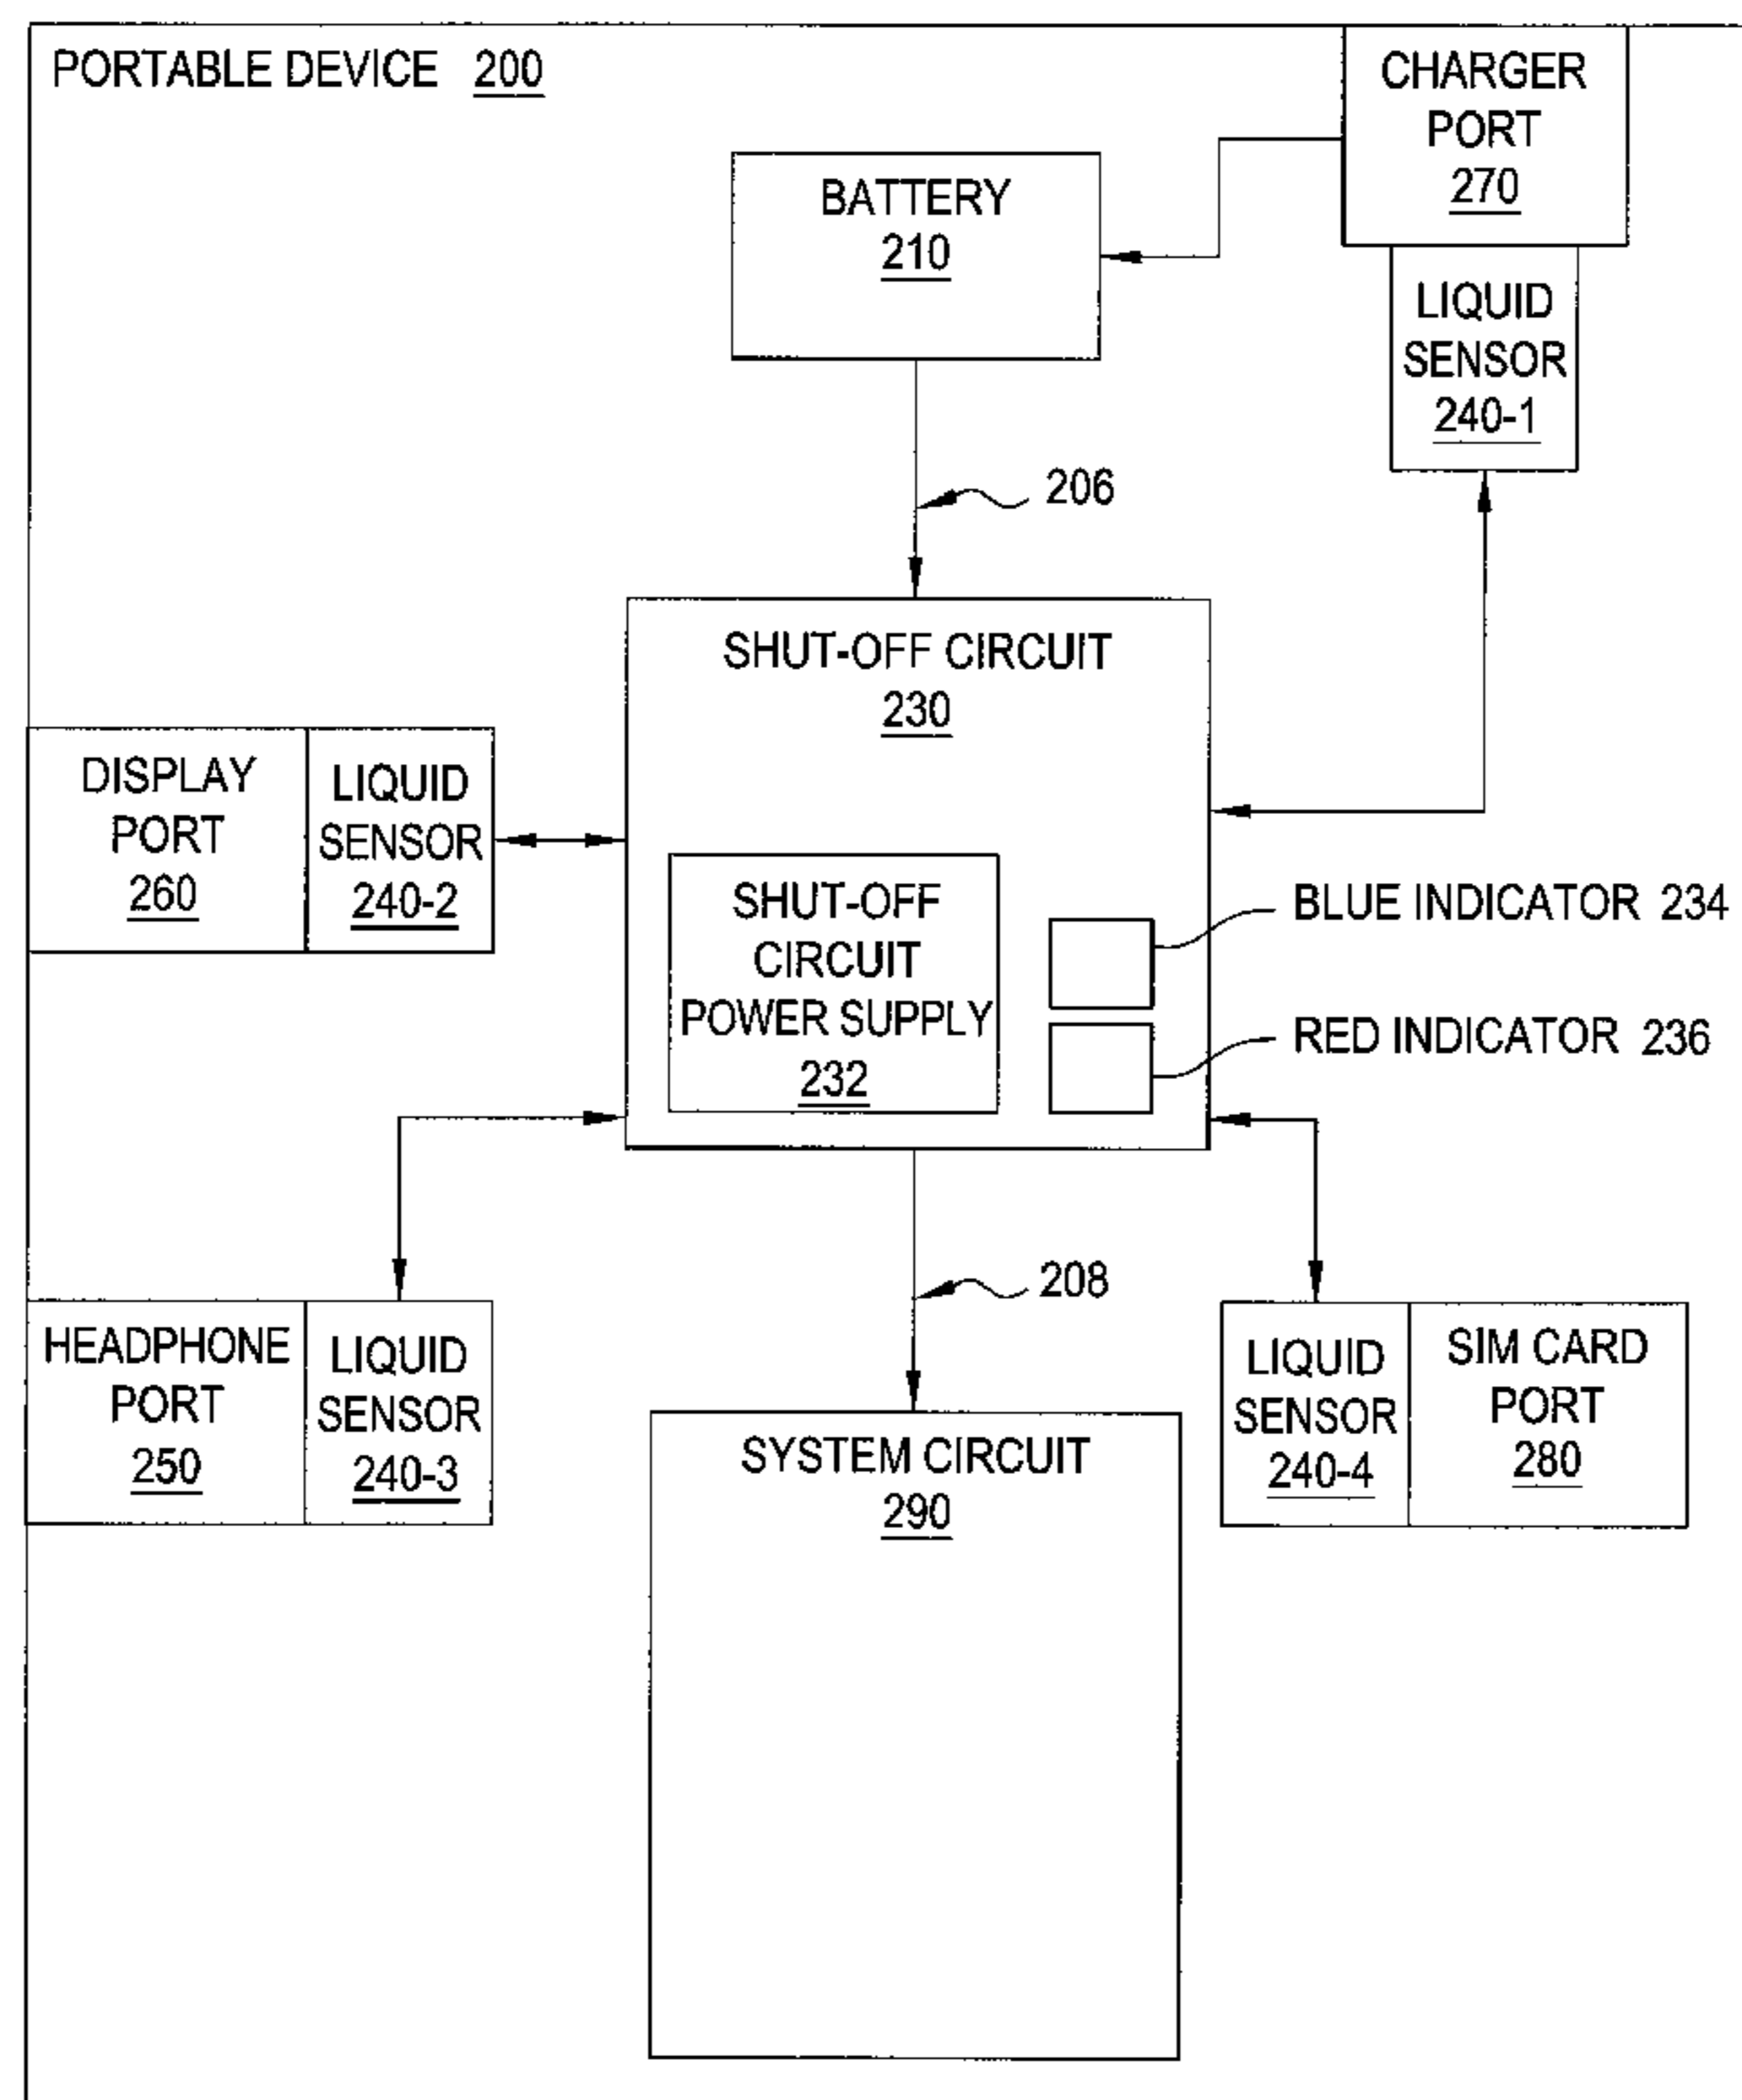 PORTABLE DEVICE 200
CHARGER
PORT
270
BATTERY
210
LIQUID
SENSOR
240-1
206
SHUT-OFF CIRCUIT
230
DISPLAY
PORT
260
LIQUID
SENSOR
240-2
SHUT-OFF
CIRCUIT
POWER SUPPLY
232
BLUE INDICATOR 234
RED INDICATOR 236
208
HEADPHONE
PORT
250
LIQUID
SENSOR
240-3
LIQUID
SENSOR
240-4
SIM CARD
PORT
280
SYSTEM CIRCUIT
290